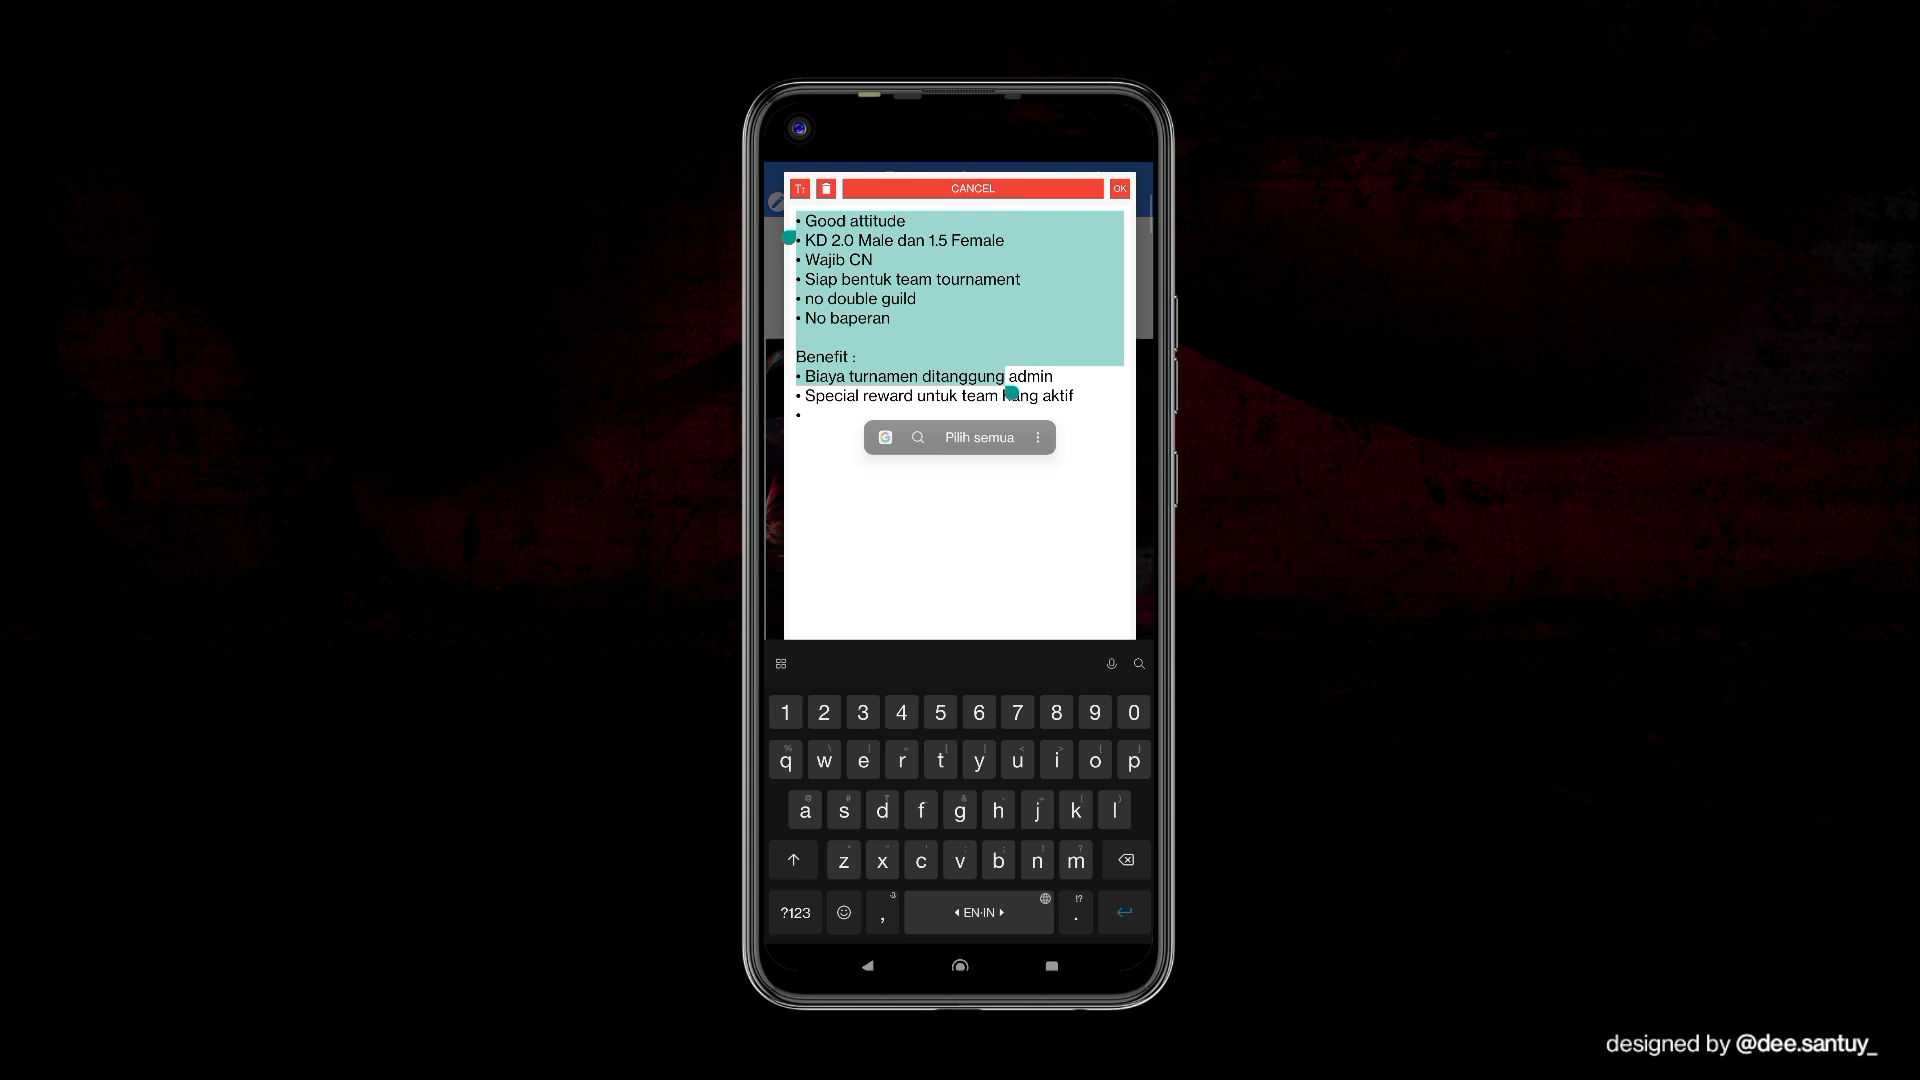 Tт
CANCEL
OK
• Good attitude
• KD 2.0 Male dan 1.5 Female
• Wajib CN
• Siap bentuk team tournament
• no double guild
• No baperan
Benefit :
• Biaya turnamen ditanggung admin
• Special reward untuk team hang aktif
•
Pilih semua
1 2 3 4 5 6 7 8 9 0
q w e r t y u i o p
a s d f g h j k l
z x c v b n m
?123 , EN-IN !? .
designed by @dee.santuy_